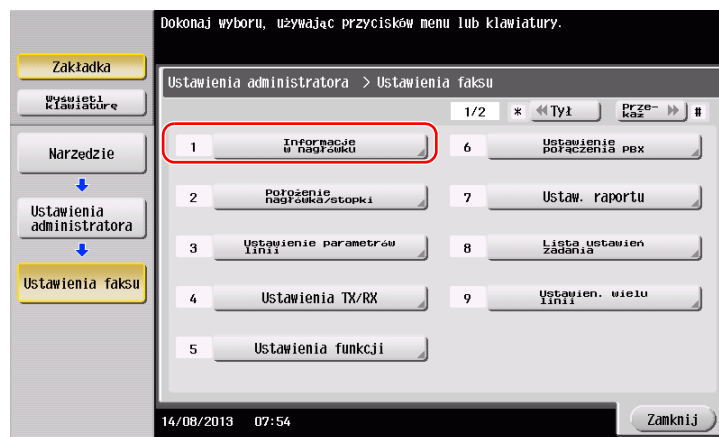 Dokonaj wyboru, używając przycisków menu lub klawiatury.
Zakładka
Wyświetl
klawiaturę
Narzędzie
Ustawienia
administratora
Ustawienia faksu
Ustawienia administratora > Ustawienia faksu
1/2 * Tył Prze-
każ #
1 Informacje
w nagłówku
2 Położenie
nagłówka/stopki
3 Ustawienie parametrów
linii
4 Ustawienia TX/RX
5 Ustawienia funkcji
6 Ustawienie
połączenia PBX
7 Ustaw. raportu
8 Lista ustawień
zadania
9 Ustawien. wielu
linii
14/08/2013 07:54
Zamknij